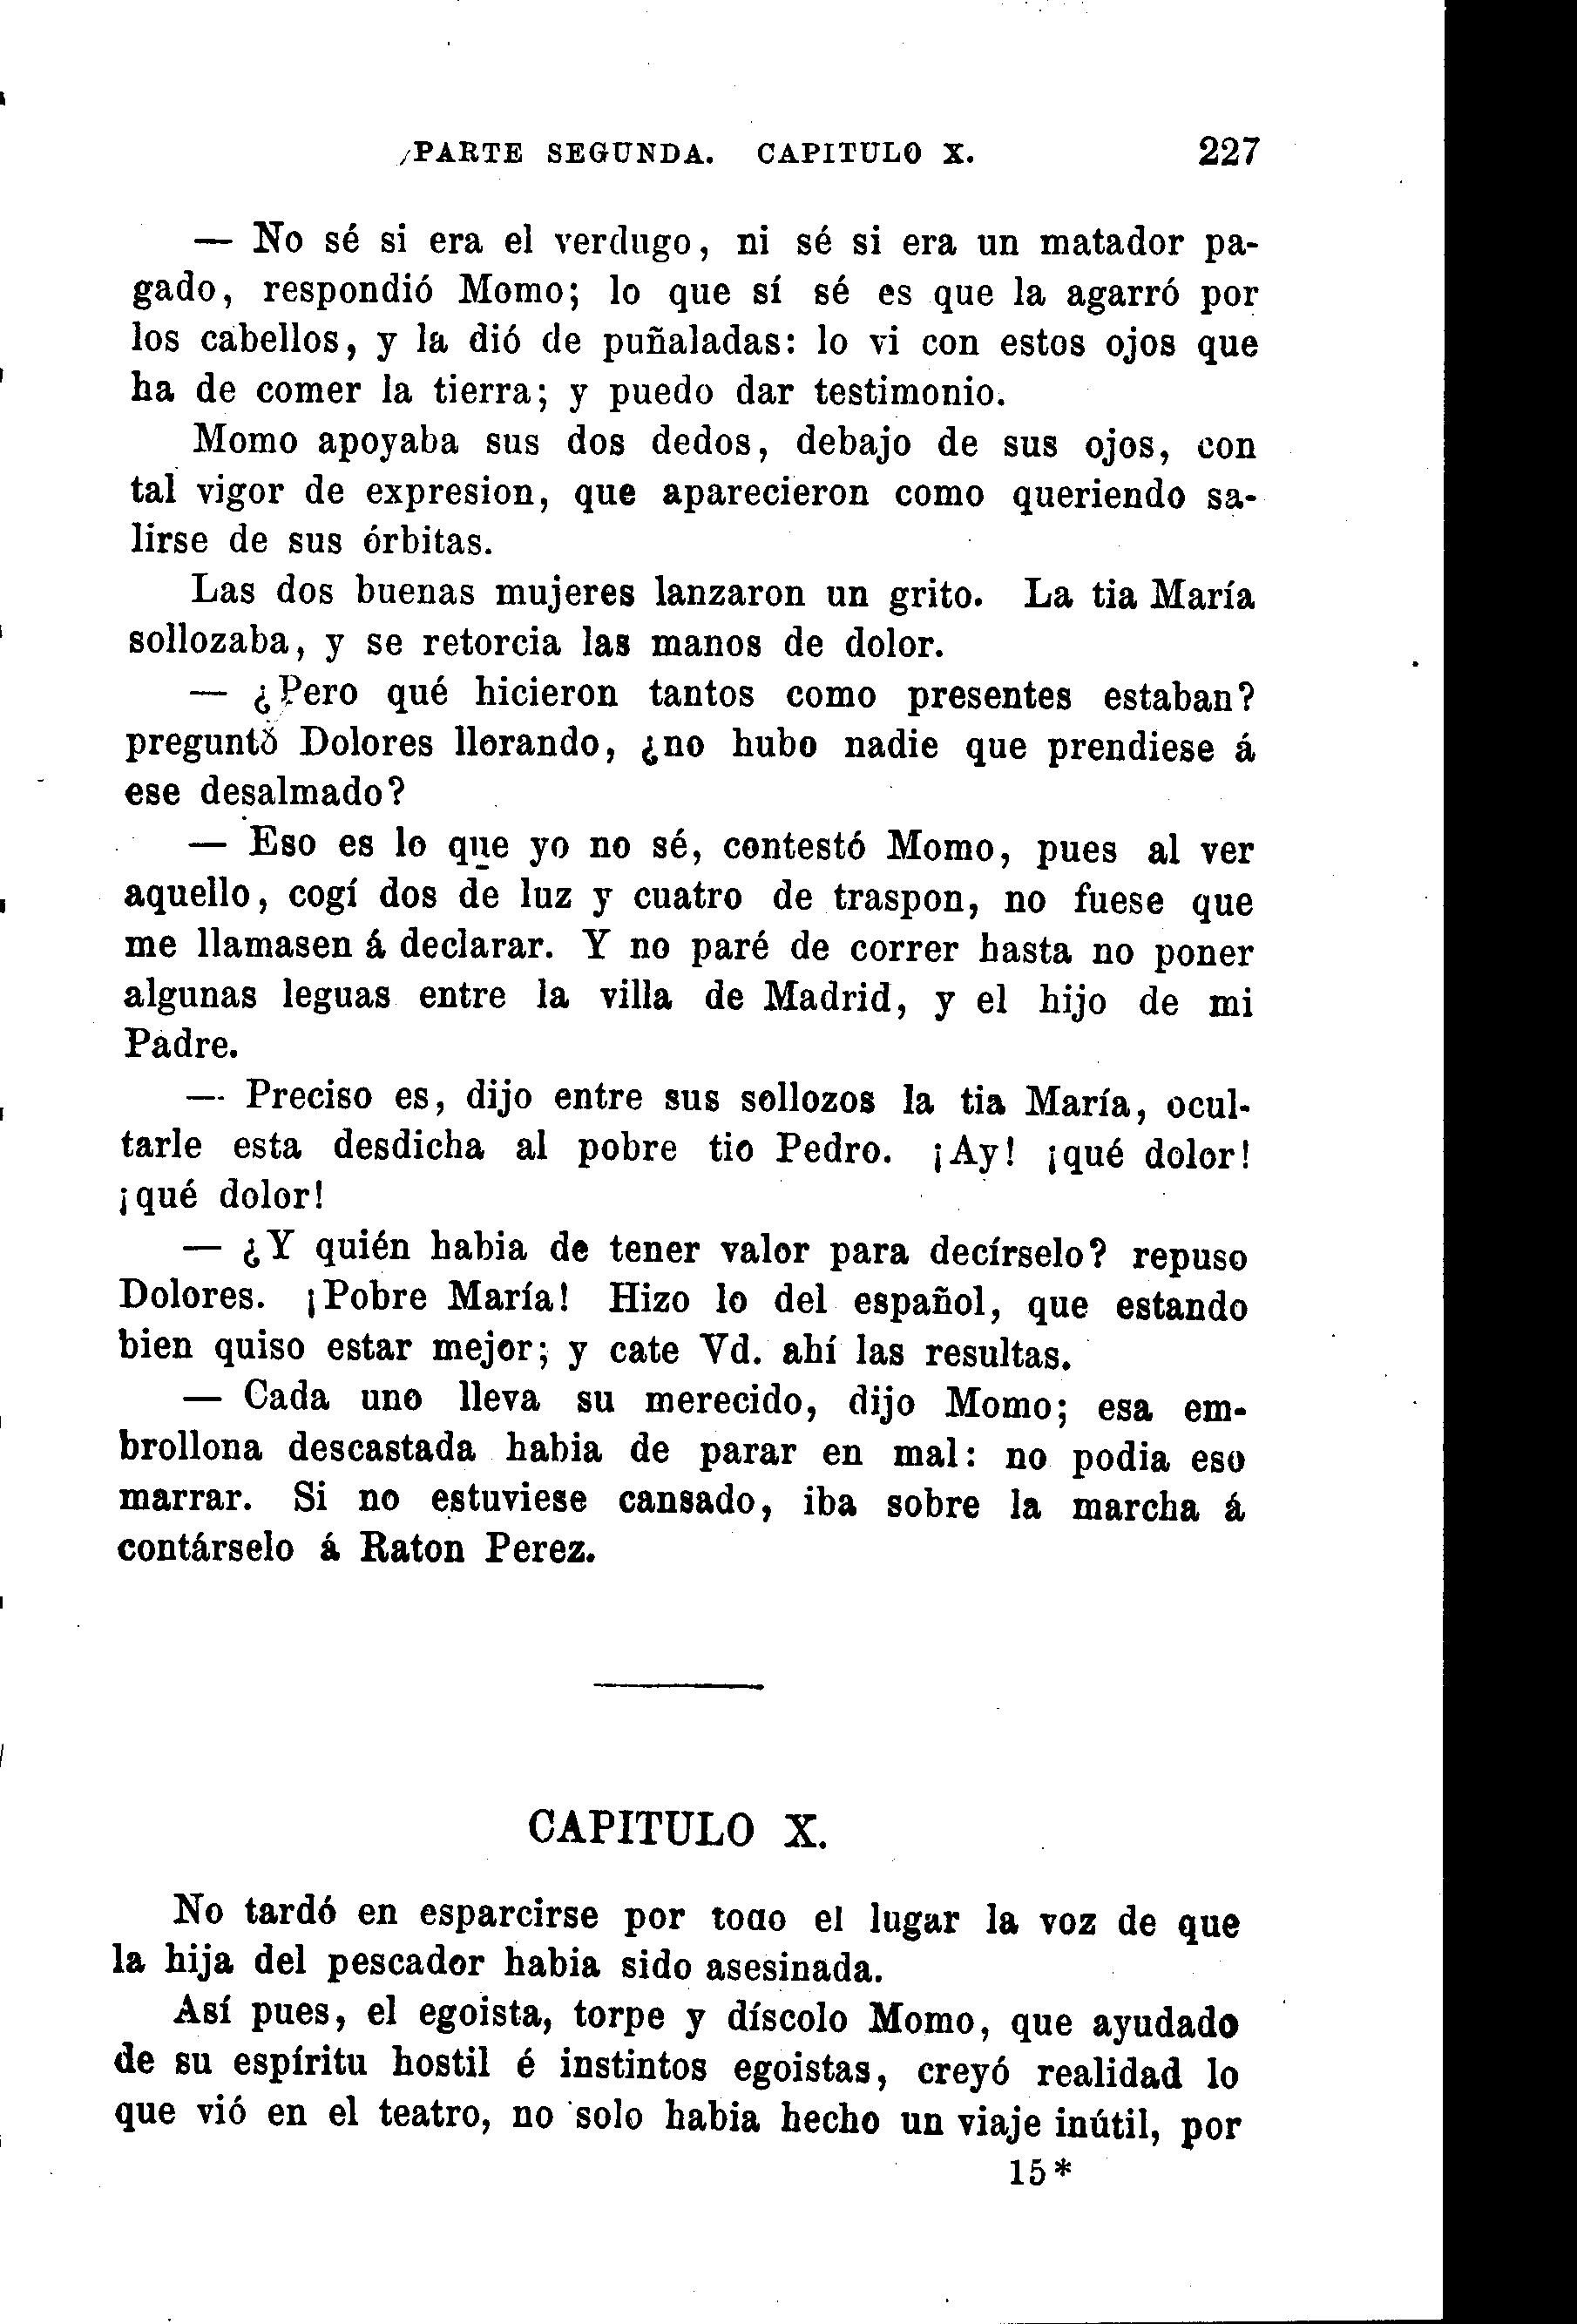 PARTE SEGUNDA. CAPITULO X. 227
— No sé si era el verdugo, ni sé si era un matador pa-
gado, respondió Momo; lo que sí sé es que la agarró por
los cabellos, y la dió de puñaladas: lo vi con estos ojos que
ha de comer la tierra; y puedo dar testimonio.
Momo apoyaba sus dos dedos, debajo de sus ojos, con
tal vigor de expresion, que aparecieron como queriendo sa-
lirse de sus órbitas.
Las dos buenas mujeres lanzaron un grito. La tia María
sollozaba, y se retorcia las manos de dolor.
— ¿Pero qué hicieron tantos como presentes estaban?
preguntó Dolores llorando, ¿no hubo nadie que prendiese á
ese desalmado?
— Eso es lo que yo no sé, contestó Momo, pues al ver
aquello, cogí dos de luz y cuatro de traspon, no fuese que
me llamasen á declarar. Y no paré de correr hasta no poner
algunas leguas entre la villa de Madrid, y el hijo de mi
Padre.
— Preciso es, dijo entre sus sollozos la tia María, ocul-
tarle esta desdicha al pobre tio Pedro. ¡Ay! ¡qué dolor!
¡qué dolor!
— ¿Y quién habia de tener valor para decírselo? repuso
Dolores. ¡Pobre María! Hizo lo del español, que estando
bien quiso estar mejor; y cate Vd. ahí las resultas.
— Cada uno lleva su merecido, dijo Momo; esa em-
brollona descastada habia de parar en mal: no podia eso
marrar. Si no estuviese cansado, iba sobre la marcha á
contárselo á Raton Perez.
CAPITULO X.
No tardó en esparcirse por todo el lugar la voz de que
la hija del pescador habia sido asesinada.
Así pues, el egoista, torpe y díscolo Momo, que ayudado
de su espíritu hostil é instintos egoistas, creyó realidad lo
que vió en el teatro, no solo habia hecho un viaje inútil, por
15*